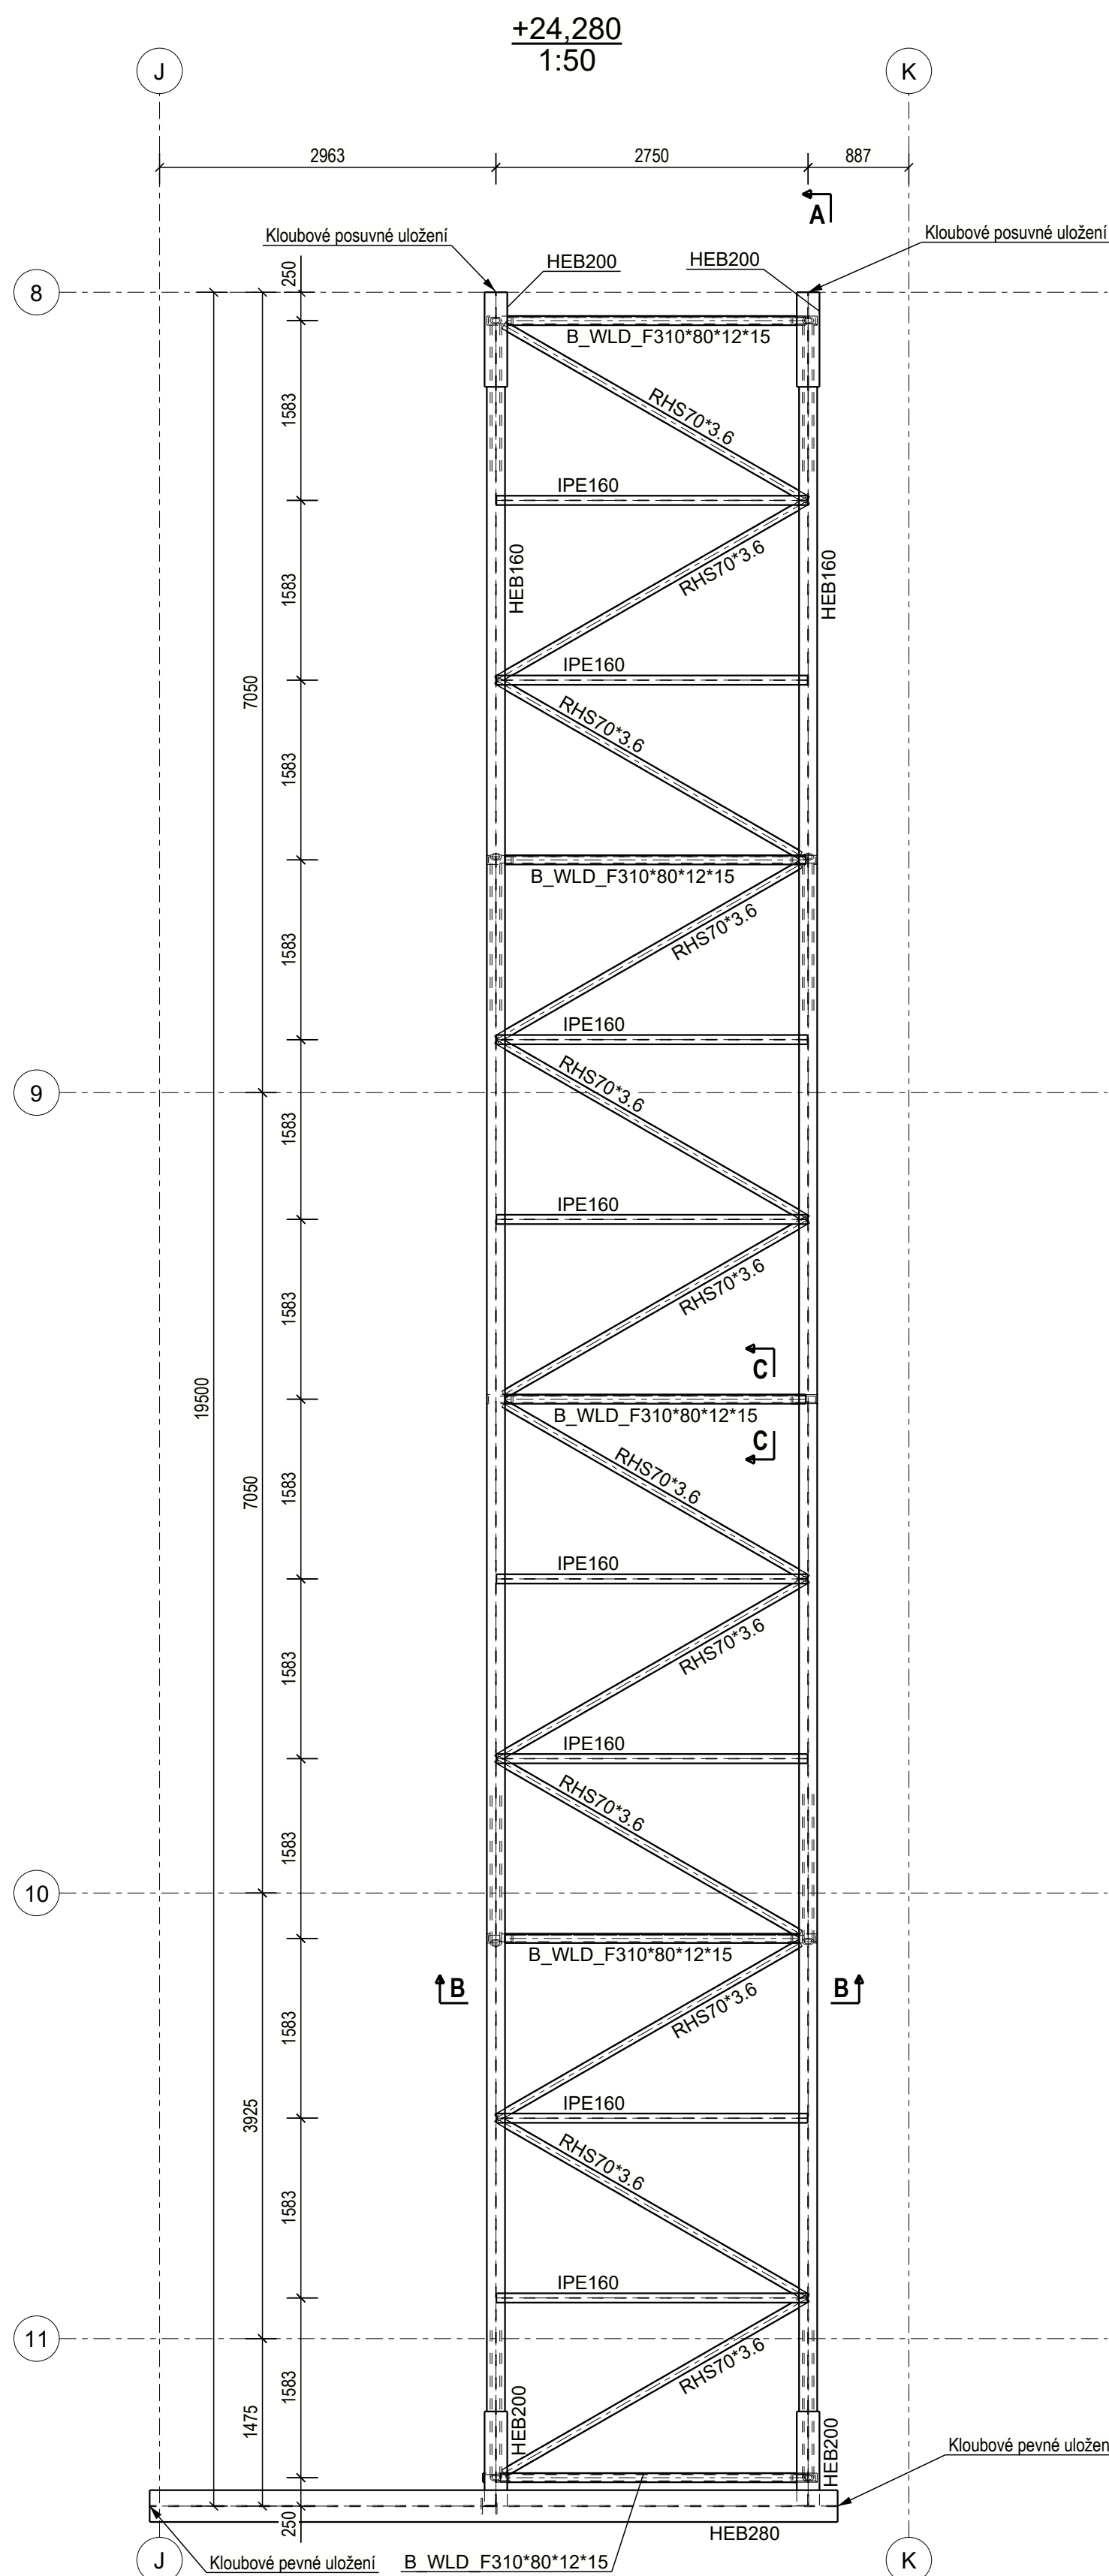 +24,280
1:50
J
K
2963
2750
887
A
Kloubové posuvné uložení
Kloubové posuvné uložení
HEB200
HEB200
250
8
B_WLD_F310*80*12*15
1583
RHS70*3.6
IPE160
HEB160
HEB160
RHS70*3.6
1583
IPE160
7050
RHS70*3.6
1583
B_WLD_F310*80*12*15
RHS70*3.6
1583
IPE160
9
RHS70*3.6
1583
IPE160
RHS70*3.6
1583
C
19500
B_WLD_F310*80*12*15
C
7050
RHS70*3.6
1583
IPE160
RHS70*3.6
1583
IPE160
RHS70*3.6
1583
10
B_WLD_F310*80*12*15
B
B
RHS70*3.6
1583
IPE160
3925
RHS70*3.6
1583
IPE160
11
RHS70*3.6
1583
1475
HEB200
HEB200
Kloubové pevné uložen
250
HEB280
J
Kloubové pevné uložení
B_WLD_F310*80*12*15
K